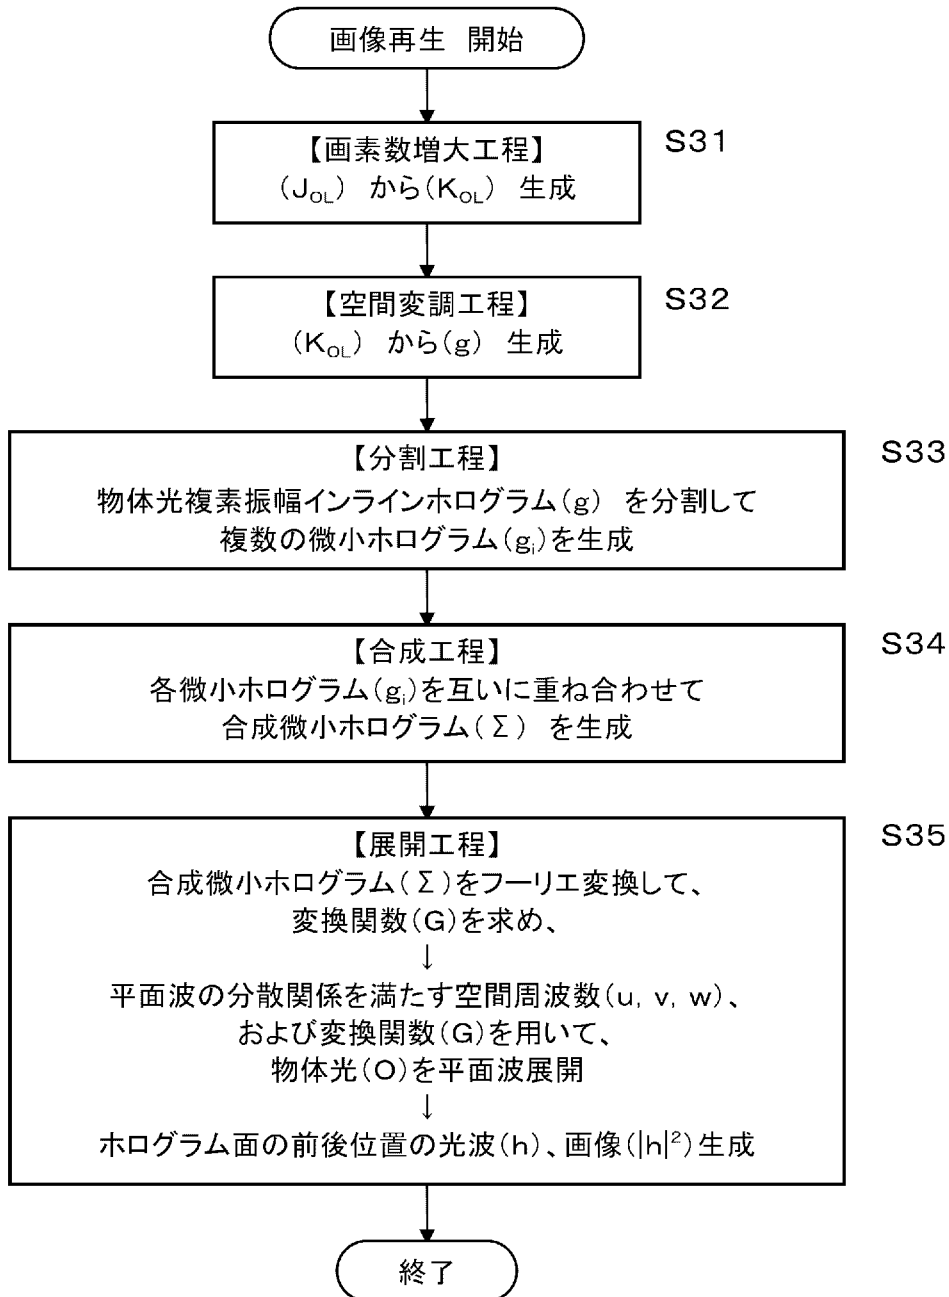 画像再生 開始
【画素数増大工程】
(J_OL) から(K_OL) 生成
S31
【空間変調工程】
(K_OL) から(g) 生成
S32
【分割工程】
物体光複素振幅インラインホログラム(g) を分割して
複数の微小ホログラム(g_i)を生成
S33
【合成工程】
各微小ホログラム(g_i)を互いに重ね合わせて
合成微小ホログラム(Σ) を生成
S34
【展開工程】
合成微小ホログラム(Σ)をフーリエ変換して、
変換関数(G)を求め、
↓
平面波の分散関係を満たす空間周波数(u, v, w)、
および変換関数(G)を用いて、
物体光(O)を平面波展開
↓
ホログラム面の前後位置の光波(h)、画像(|h|²)生成
S35
終了